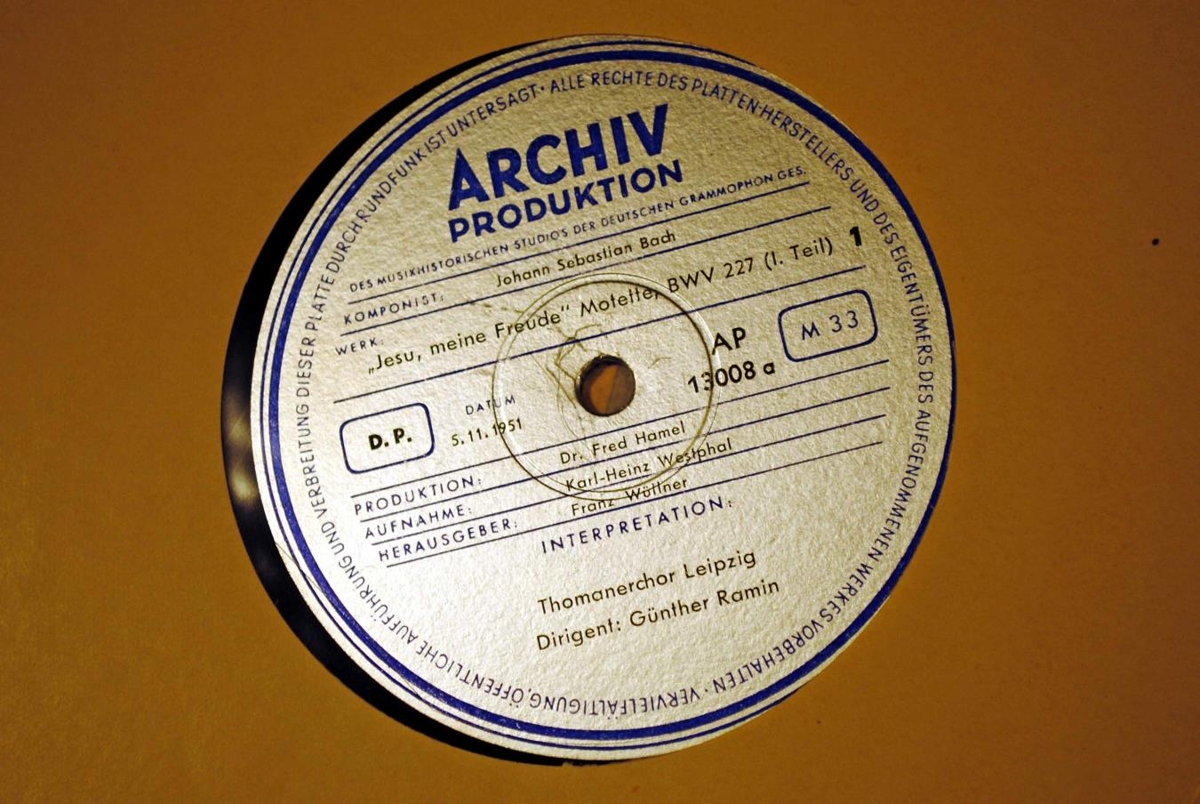 ALLE RECHTE DES PLATTEN-HERSTELLERS UND DES EIGENTÜMERS DES AUFGENOMMENEN WERKES VORBEHALTEN · VERVIELFÄLTIGUNG, ÖFFENTLICHE AUFFÜHRUNG UND VERBREITUNG DIESER PLATTE DURCH RUNDFUNK IST UNTERSAGT ·
ARCHIV
PRODUKTION
DES MUSIKHISTORISCHEN STUDIOS DER DEUTSCHEN GRAMMOPHON GES.
KOMPONIST: Johann Sebastian Bach
WERK: „Jesu, meine Freude“ Motette, BWV 227 (I. Teil) 1
D.P.
DATUM
5.11.1951
AP
13008 a
M 33
PRODUKTION: Dr. Fred Hamel
AUFNAHME: Karl-Heinz Westphal
HERAUSGEBER: Franz Wüllner
INTERPRETATION:
Thomanerchor Leipzig
Dirigent: Günther Ramin